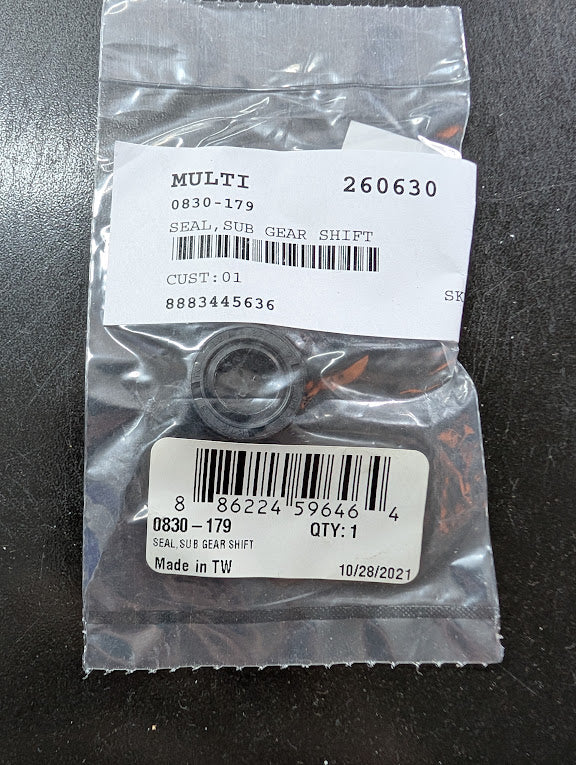 MULTI 260630
0830-179
SEAL,SUB GEAR SHIFT
CUST:01
SK
8883445636
8 86224 59646 4
0830-179 QTY: 1
SEAL,SUB GEAR SHIFT
Made in TW 10/28/2021